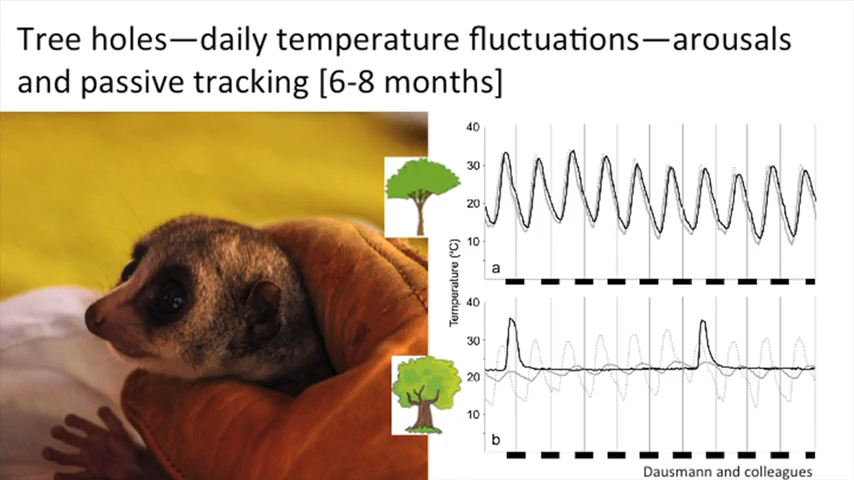 Tree holes—daily temperature fluctuations—arousals
and passive tracking [6-8 months]
Temperature (°C)
40
30
20
10
a
40
30
20
10
b
Dausmann and colleagues